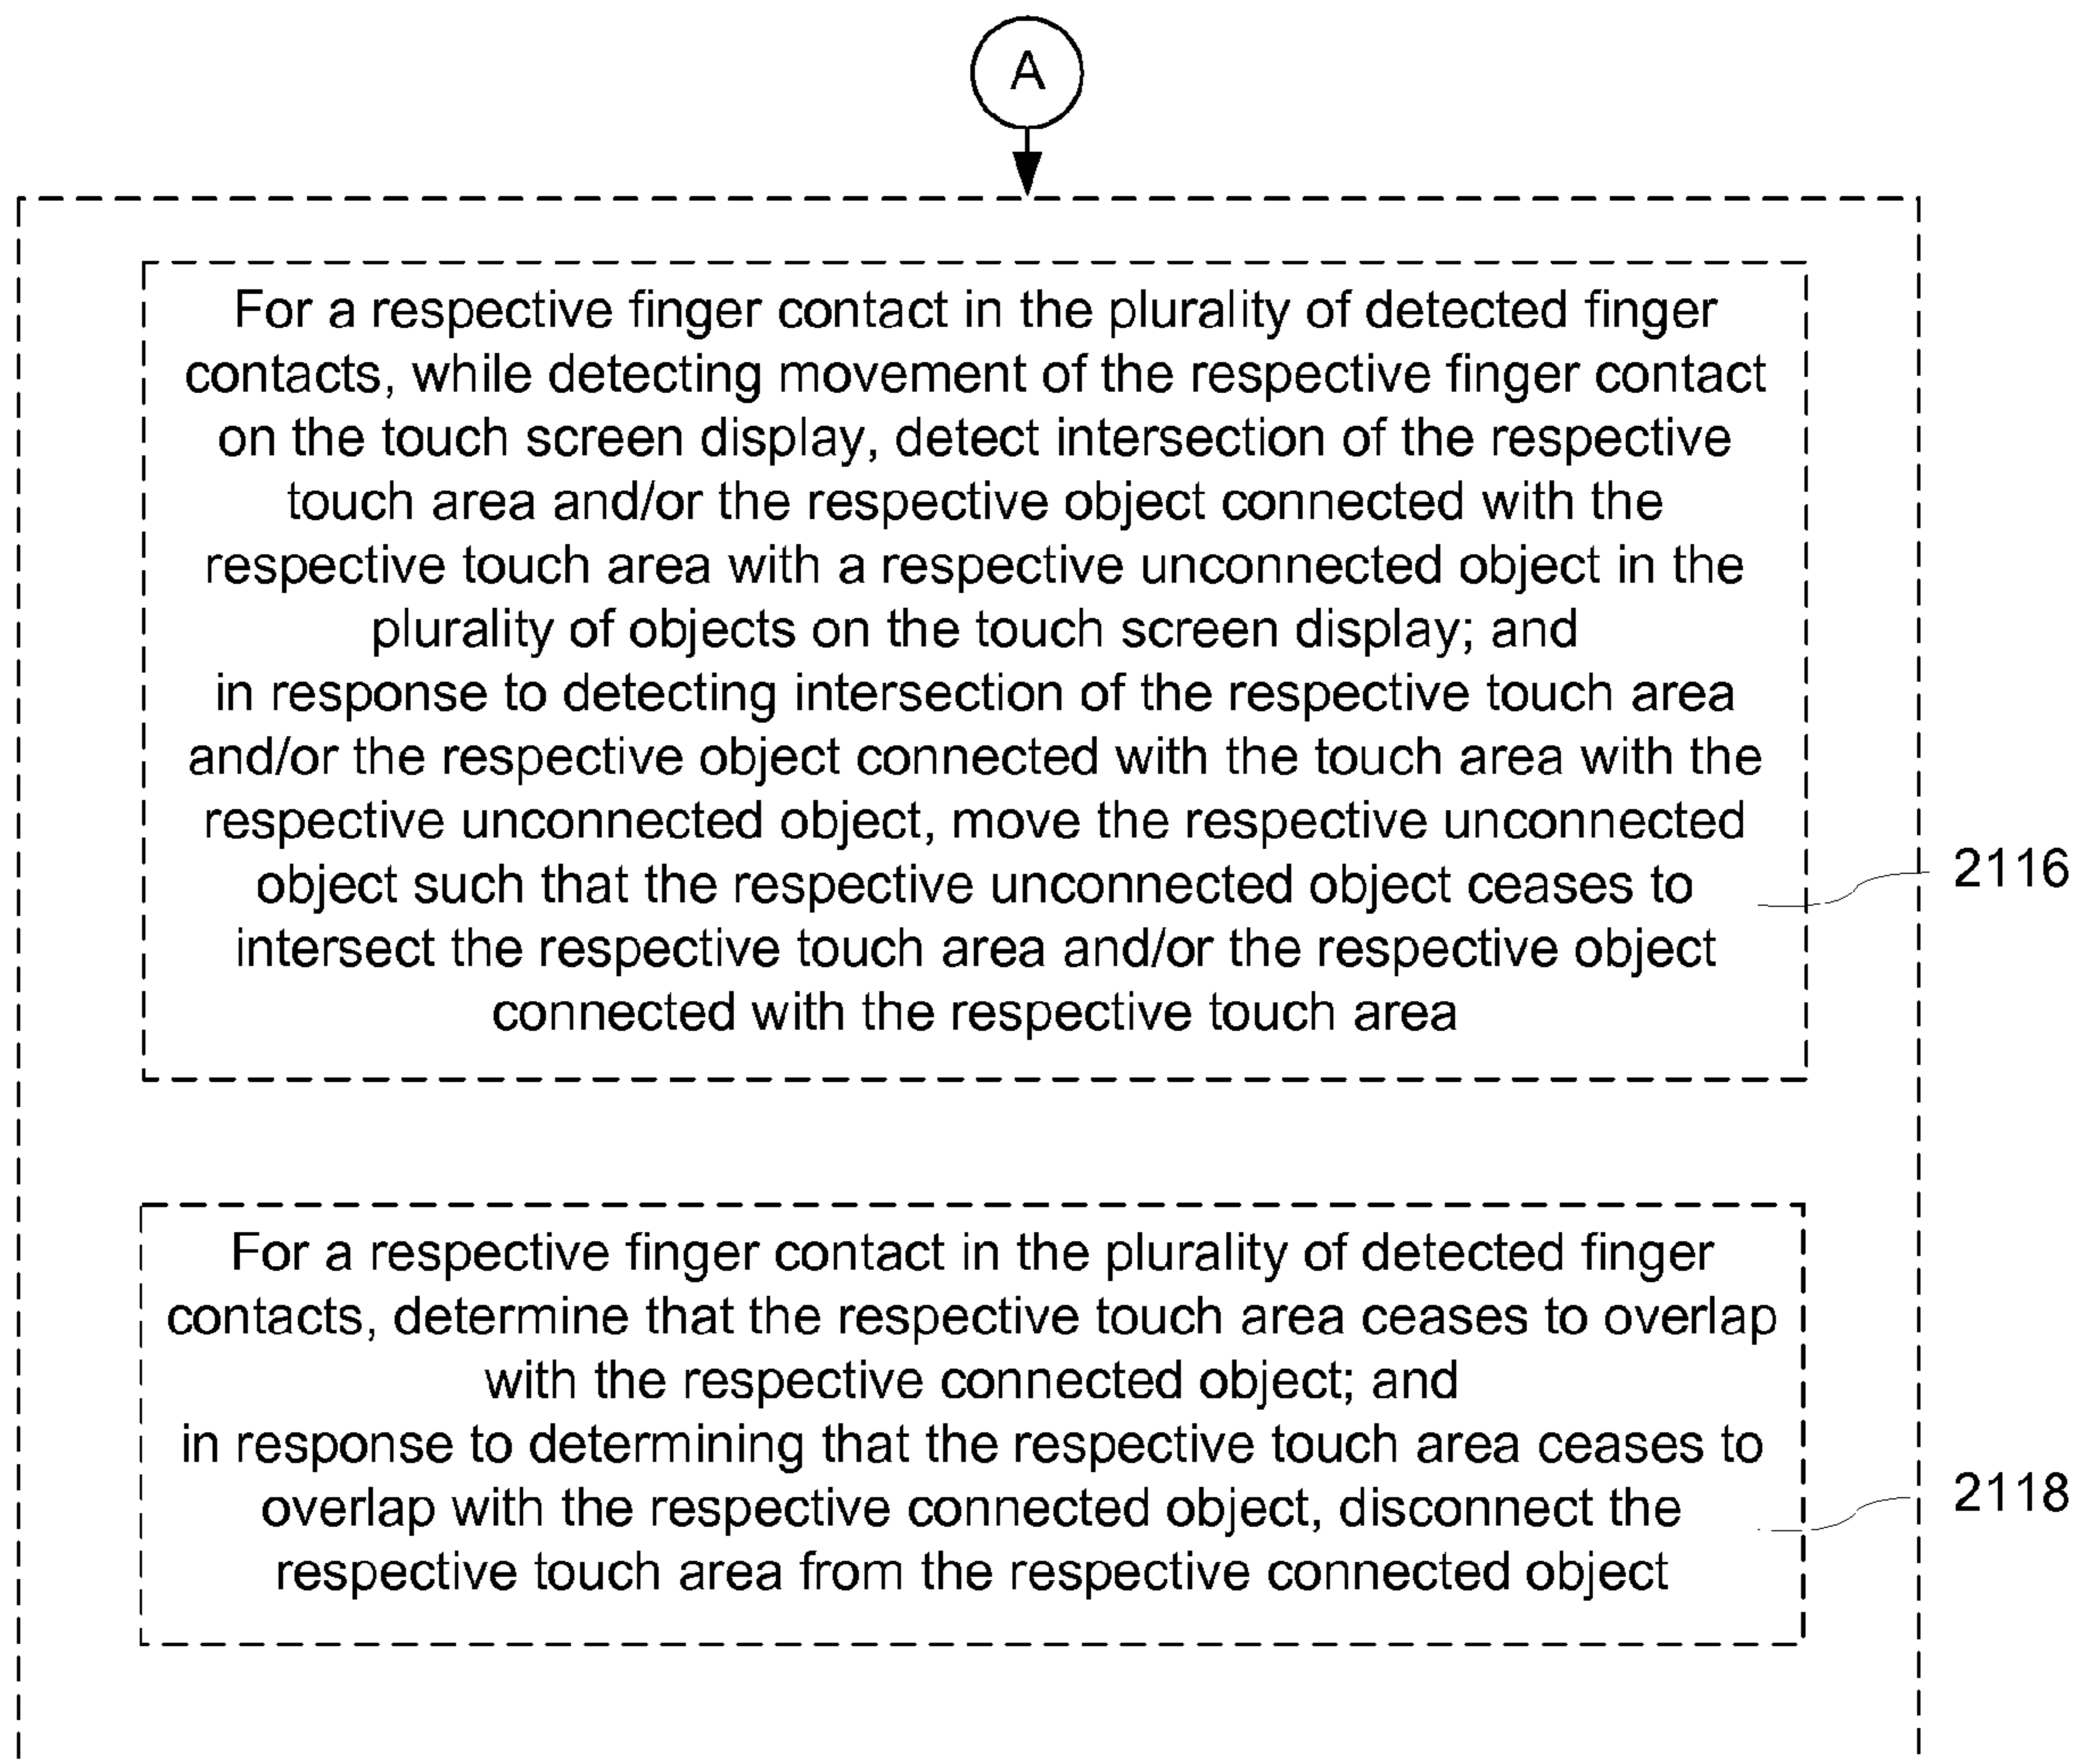 A
For a respective finger contact in the plurality of detected finger
contacts, while detecting movement of the respective finger contact
on the touch screen display, detect intersection of the respective
touch area and/or the respective object connected with the
respective touch area with a respective unconnected object in the
plurality of objects on the touch screen display; and
in response to detecting intersection of the respective touch area
and/or the respective object connected with the touch area with the
respective unconnected object, move the respective unconnected
object such that the respective unconnected object ceases to
intersect the respective touch area and/or the respective object
connected with the respective touch area
2116
For a respective finger contact in the plurality of detected finger
contacts, determine that the respective touch area ceases to overlap
with the respective connected object; and
in response to determining that the respective touch area ceases to
overlap with the respective connected object, disconnect the
respective touch area from the respective connected object
2118